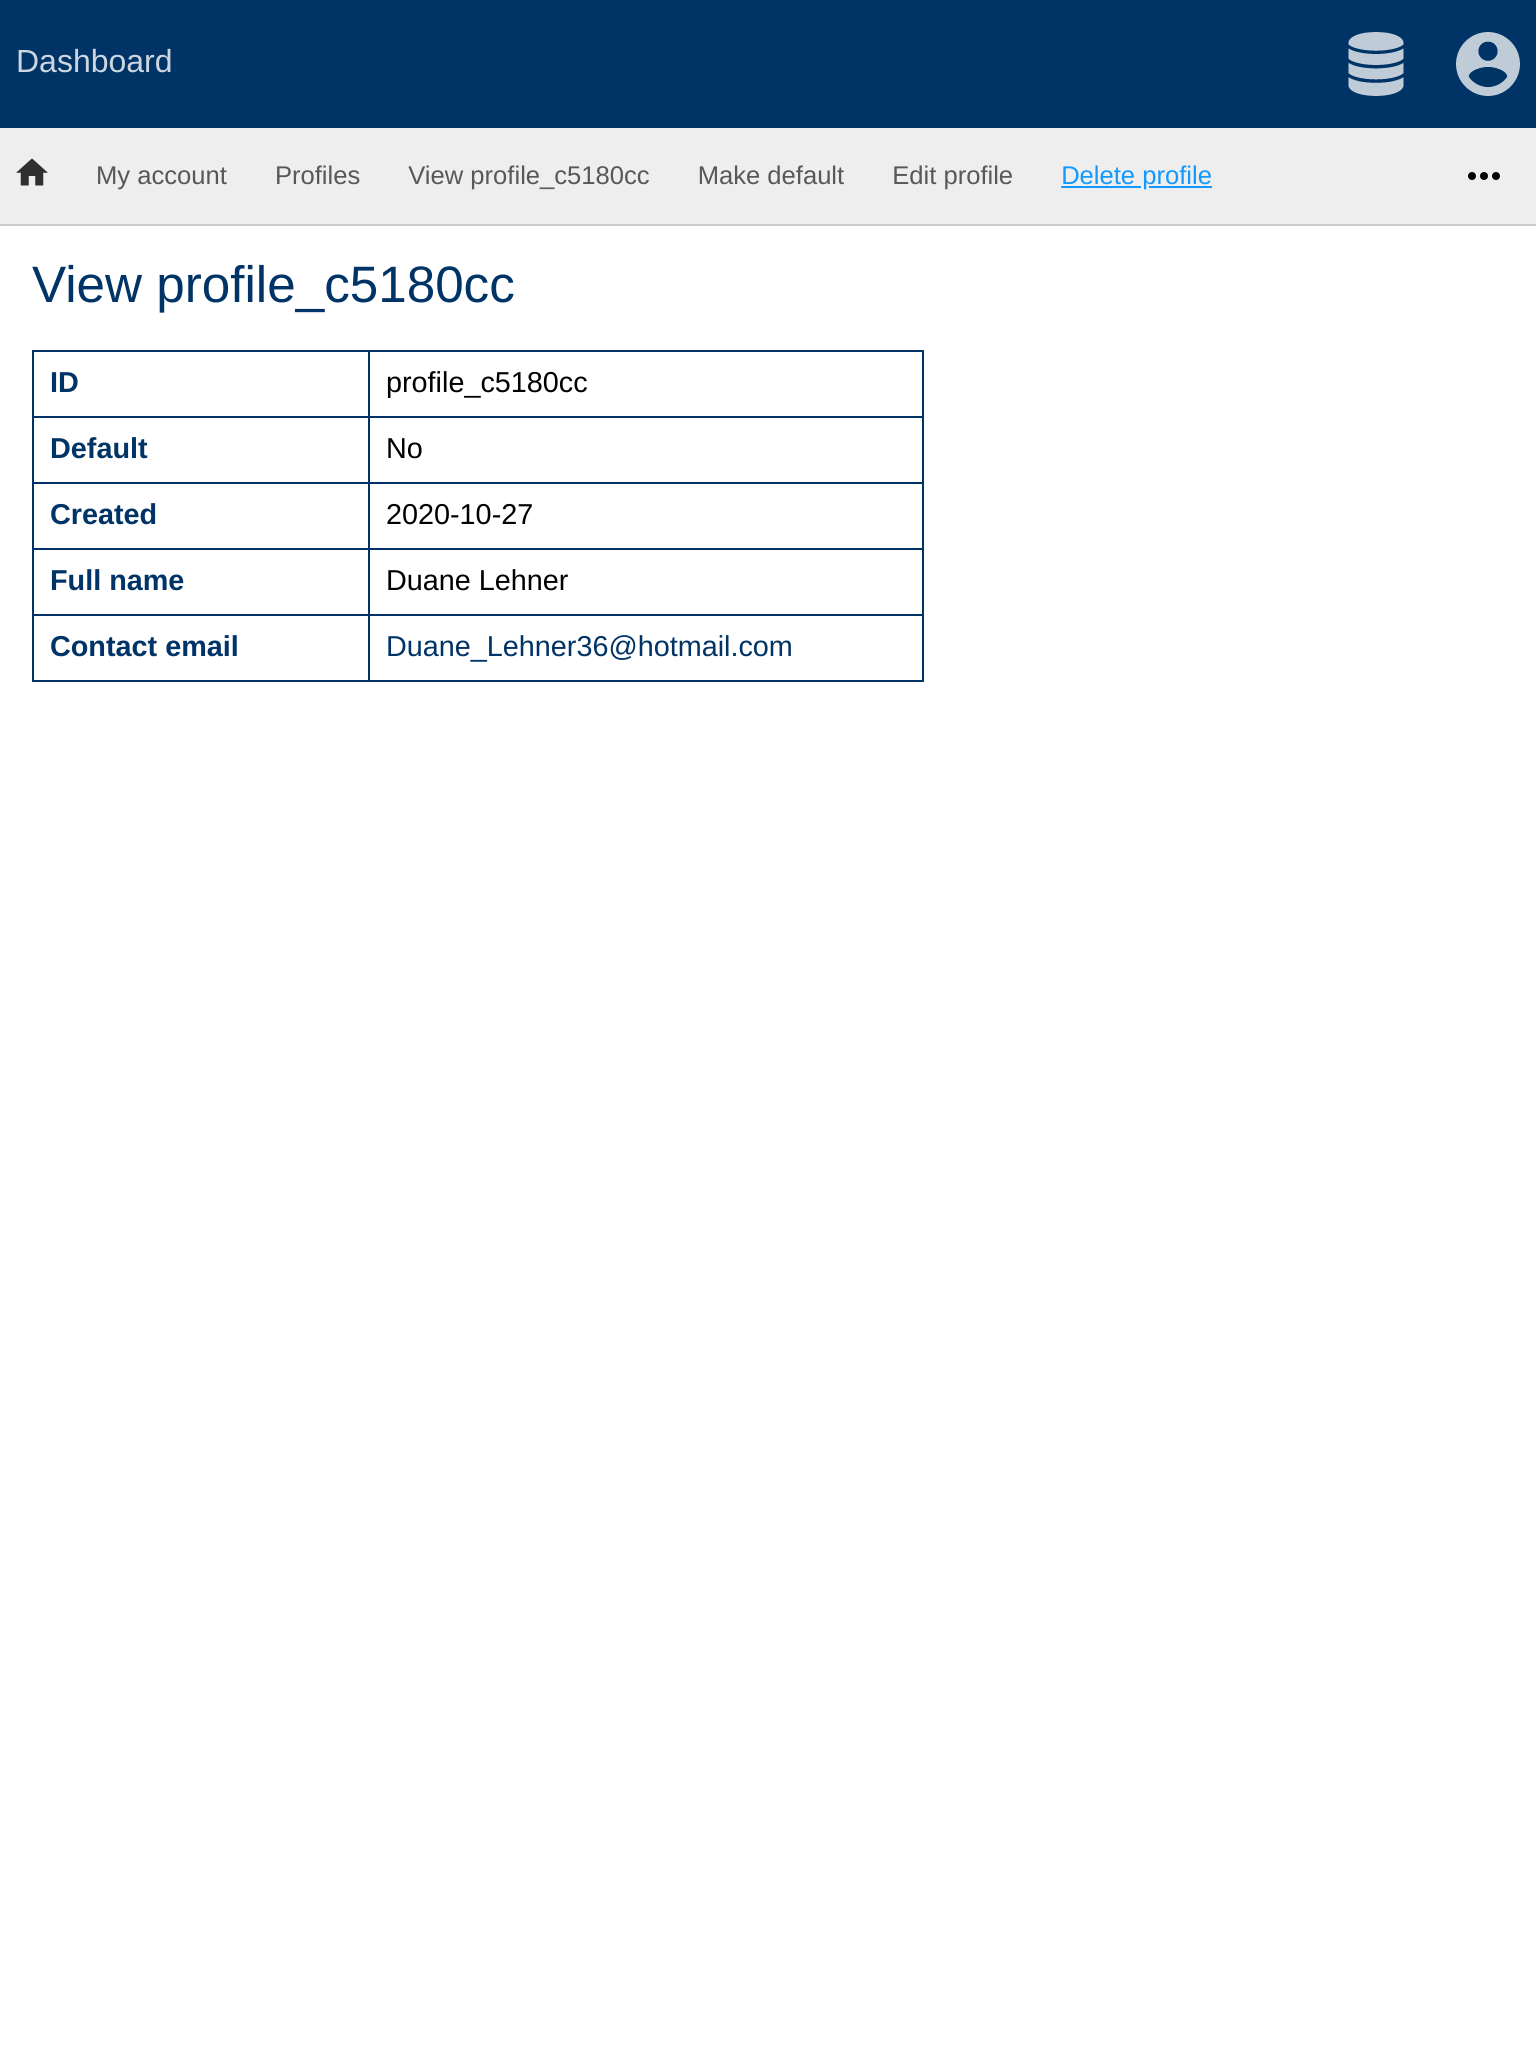 Dashboard
My account Profiles View profile_c5180cc Make default Edit profile Delete profile
View profile_c5180cc
ID profile_c5180cc
Default No
Created 2020-10-27
Full name Duane Lehner
Contact email Duane_Lehner36@hotmail.com